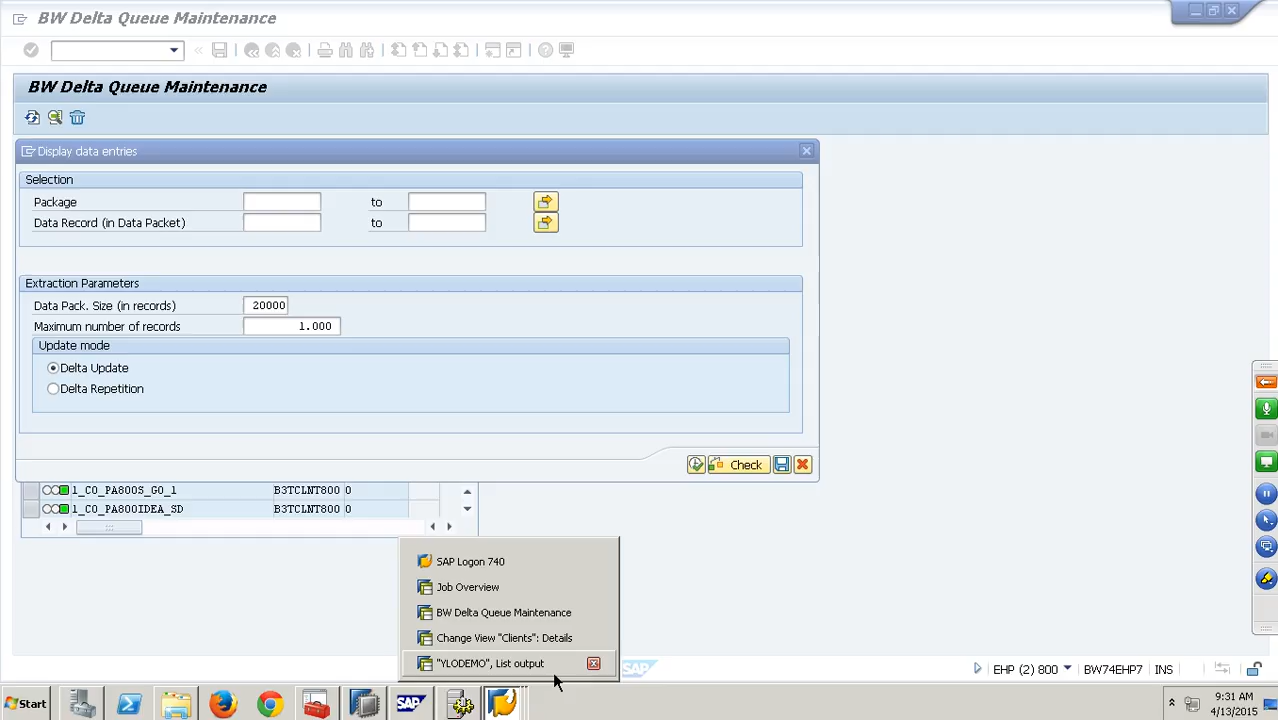 BW Delta Queue Maintenance
BW Delta Queue Maintenance
Display data entries
Selection
Package to
Data Record (in Data Packet) to
Extraction Parameters
Data Pack. Size (in records) 20000
Maximum number of records 1.000
Update mode
Delta Update
Delta Repetition
Check
1_CO_PA800S_GO_1 B3TCLNT800 0
1_CO_PA800IDEA_SD B3TCLNT800 0
SAP Logon 740
Job Overview
BW Delta Queue Maintenance
Change View "Clients": Details
"YLODEMO", List output
SAP
EHP (2) 800 BW74EHP7 INS
Start
SAP
9:31 AM
4/13/2015